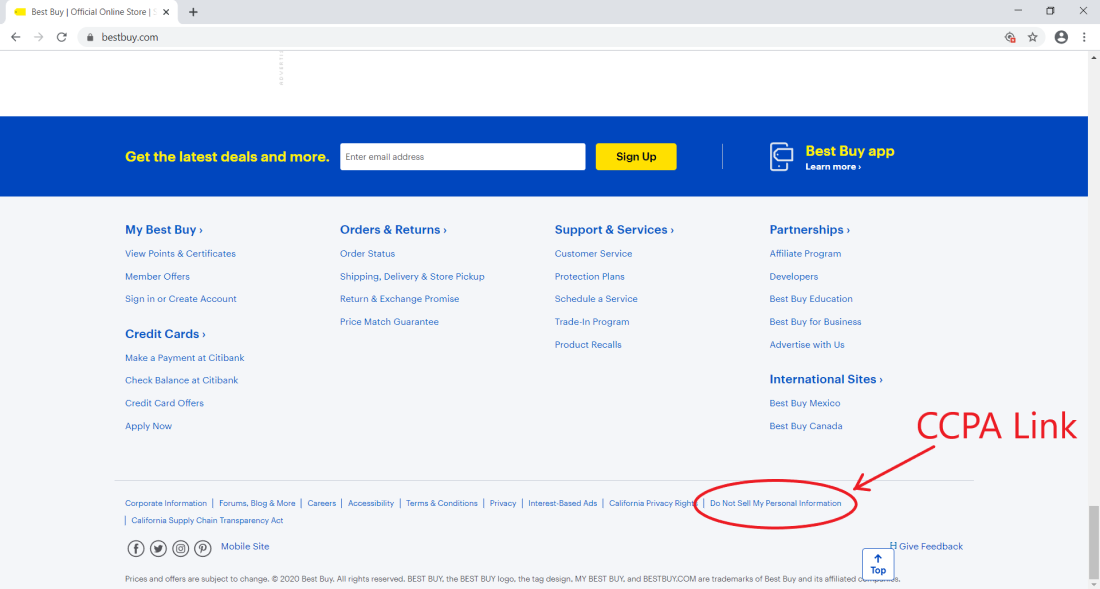 Best Buy | Official Online Store |
bestbuy.com
Get the latest deals and more.
Enter email address
Sign Up
Best Buy app
Learn more ›
My Best Buy ›
View Points & Certificates
Member Offers
Sign in or Create Account
Credit Cards ›
Make a Payment at Citibank
Check Balance at Citibank
Credit Card Offers
Apply Now
Orders & Returns ›
Order Status
Shipping, Delivery & Store Pickup
Return & Exchange Promise
Price Match Guarantee
Support & Services ›
Customer Service
Protection Plans
Schedule a Service
Trade-In Program
Product Recalls
Partnerships ›
Affiliate Program
Developers
Best Buy Education
Best Buy for Business
Advertise with Us
International Sites ›
Best Buy Mexico
Best Buy Canada
CCPA Link
Corporate Information | Forums, Blog & More | Careers | Accessibility | Terms & Conditions | Privacy | Interest-Based Ads | California Privacy Rights | Do Not Sell My Personal Information
| California Supply Chain Transparency Act
Mobile Site
Give Feedback
Top
Prices and offers are subject to change. © 2020 Best Buy. All rights reserved. BEST BUY, the BEST BUY logo, the tag design, MY BEST BUY, and BESTBUY.COM are trademarks of Best Buy and its affiliated companies.